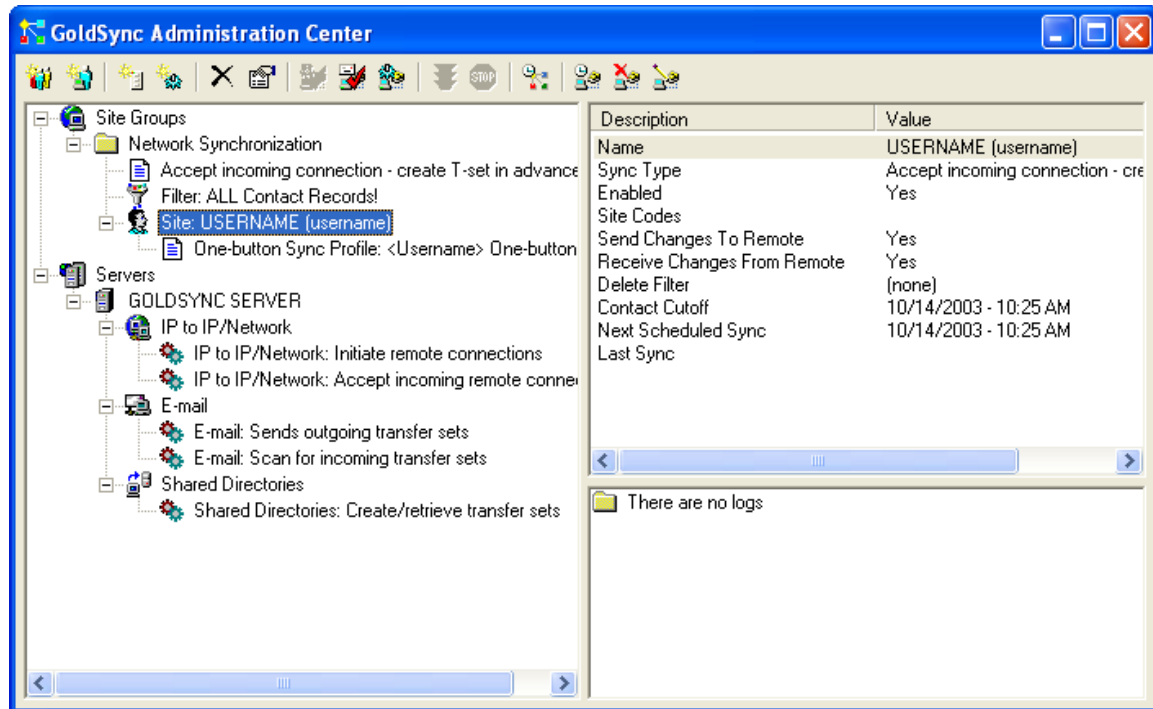 GoldSync Administration Center
STOP
Site Groups
Network Synchronization
Accept incoming connection - create T-set in advance
Filter: ALL Contact Records!
Site: USERNAME (username)
One-button Sync Profile: <Username> One-button
Servers
GOLDSYNC SERVER
IP to IP/Network
IP to IP/Network: Initiate remote connections
IP to IP/Network: Accept incoming remote conne
E-mail
E-mail: Sends outgoing transfer sets
E-mail: Scan for incoming transfer sets
Shared Directories
Shared Directories: Create/retrieve transfer sets
Description Value
Name USERNAME (username)
Sync Type Accept incoming connection - cre
Enabled Yes
Site Codes
Send Changes To Remote Yes
Receive Changes From Remote Yes
Delete Filter (none)
Contact Cutoff 10/14/2003 - 10:25 AM
Next Scheduled Sync 10/14/2003 - 10:25 AM
Last Sync
There are no logs